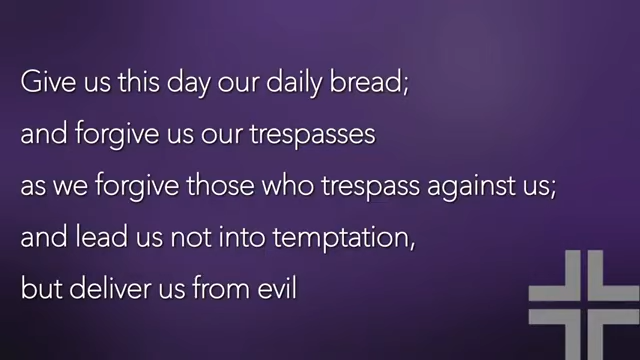 Give us this day our daily bread;
and forgive us our trespasses
as we forgive those who trespass against us;
and lead us not into temptation,
but deliver us from evil